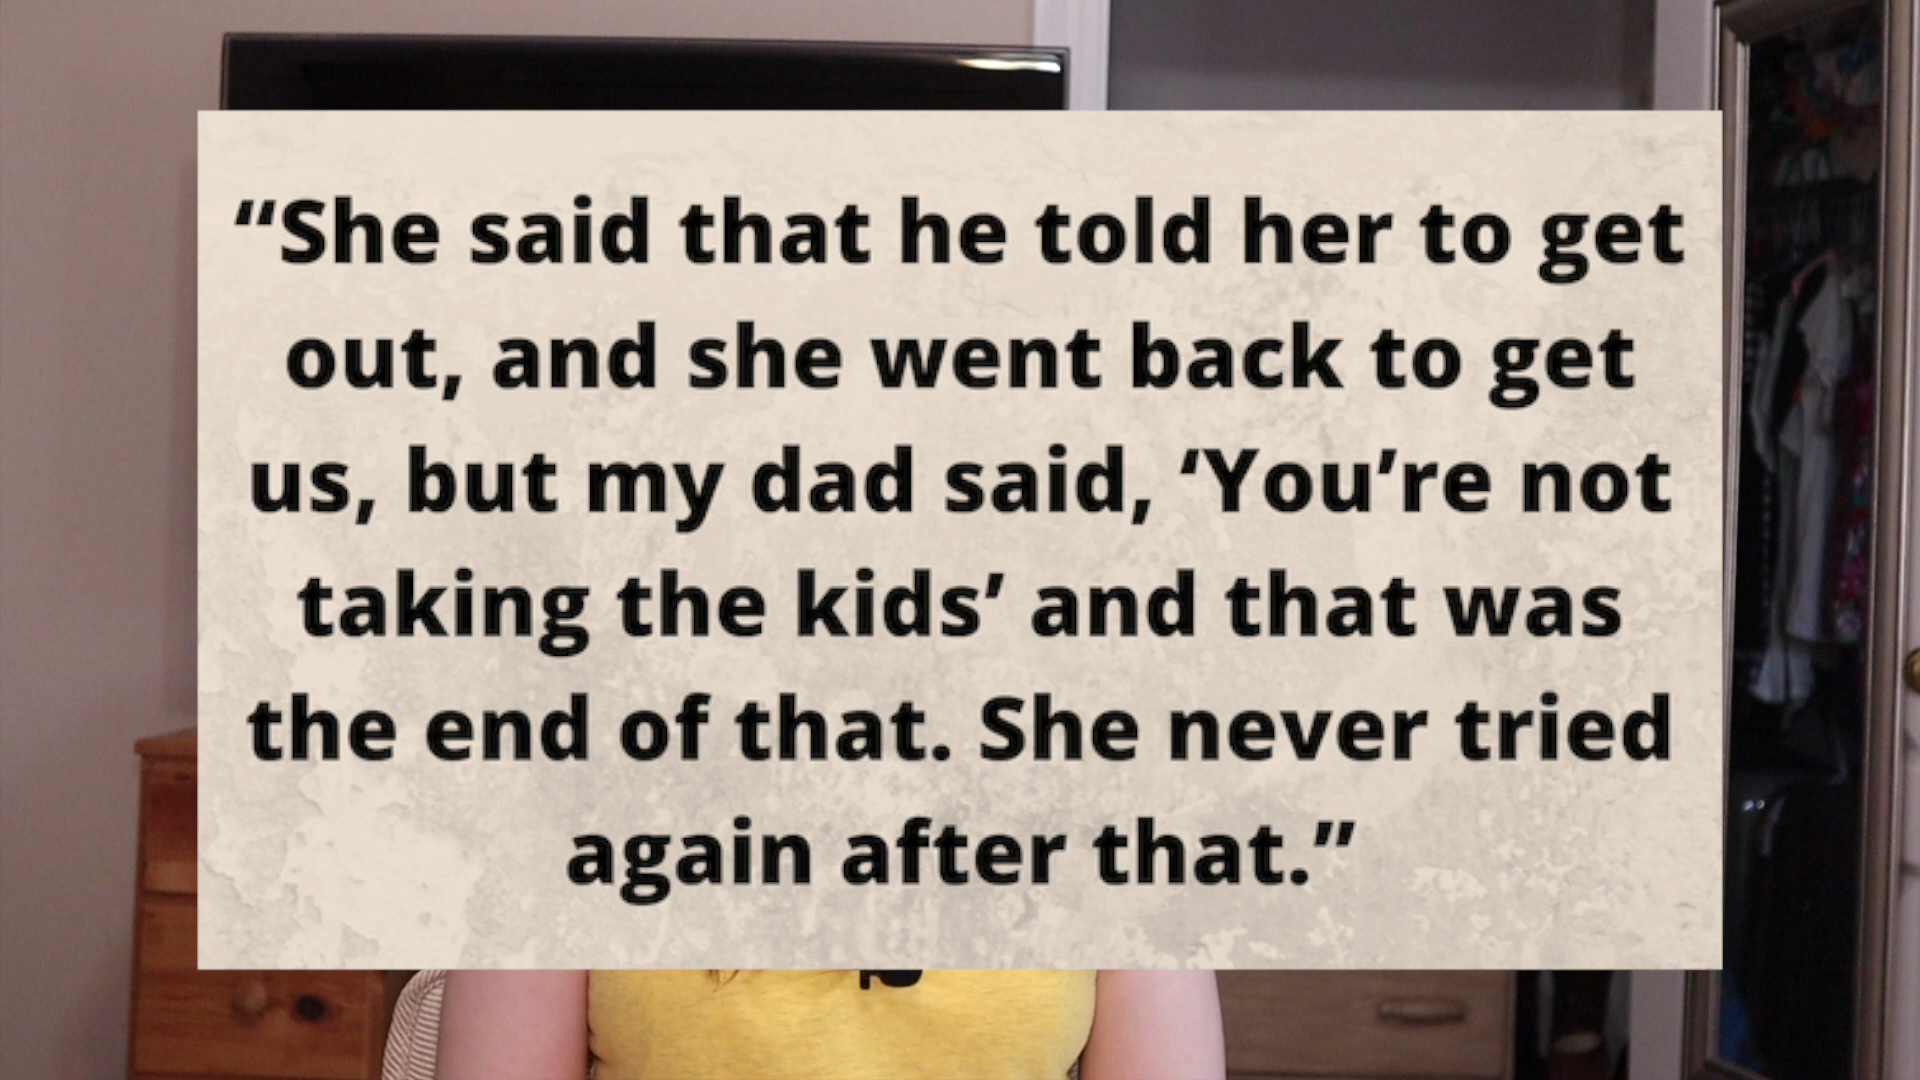 “She said that he told her to get
out, and she went back to get
us, but my dad said, ‘You’re not
taking the kids’ and that was
the end of that. She never tried
again after that.”